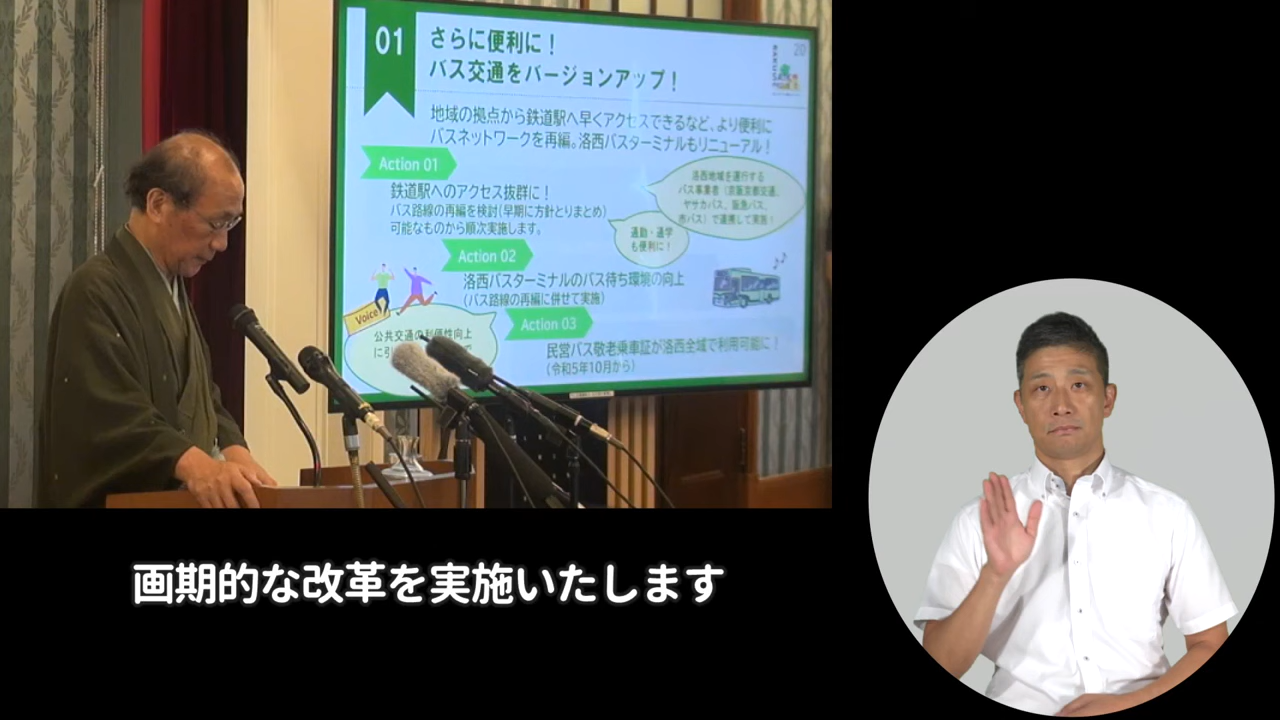 01
さらに便利に！
バス交通をバージョンアップ！
20
地域の拠点から鉄道駅へ早くアクセスできるなど、より便利に
バスネットワークを再編。洛西バスターミナルもリニューアル！
Action 01
鉄道駅へのアクセス抜群に！
バス路線の再編を検討(早期に方針とりまとめ)
可能なものから順次実施します。
洛西地域を運行する
バス事業者（京阪京都交通、
ヤサカバス、阪急バス、
市バス）で連携して実施！
通勤・通学
も便利に！
Action 02
洛西バスターミナルのバス待ち環境の向上
(バス路線の再編に併せて実施)
Voice
公共交通の利便性向上
に引
Action 03
民営バス敬老乗車証が洛西全域で利用可能に！
(令和5年10月から)
画期的な改革を実施いたします